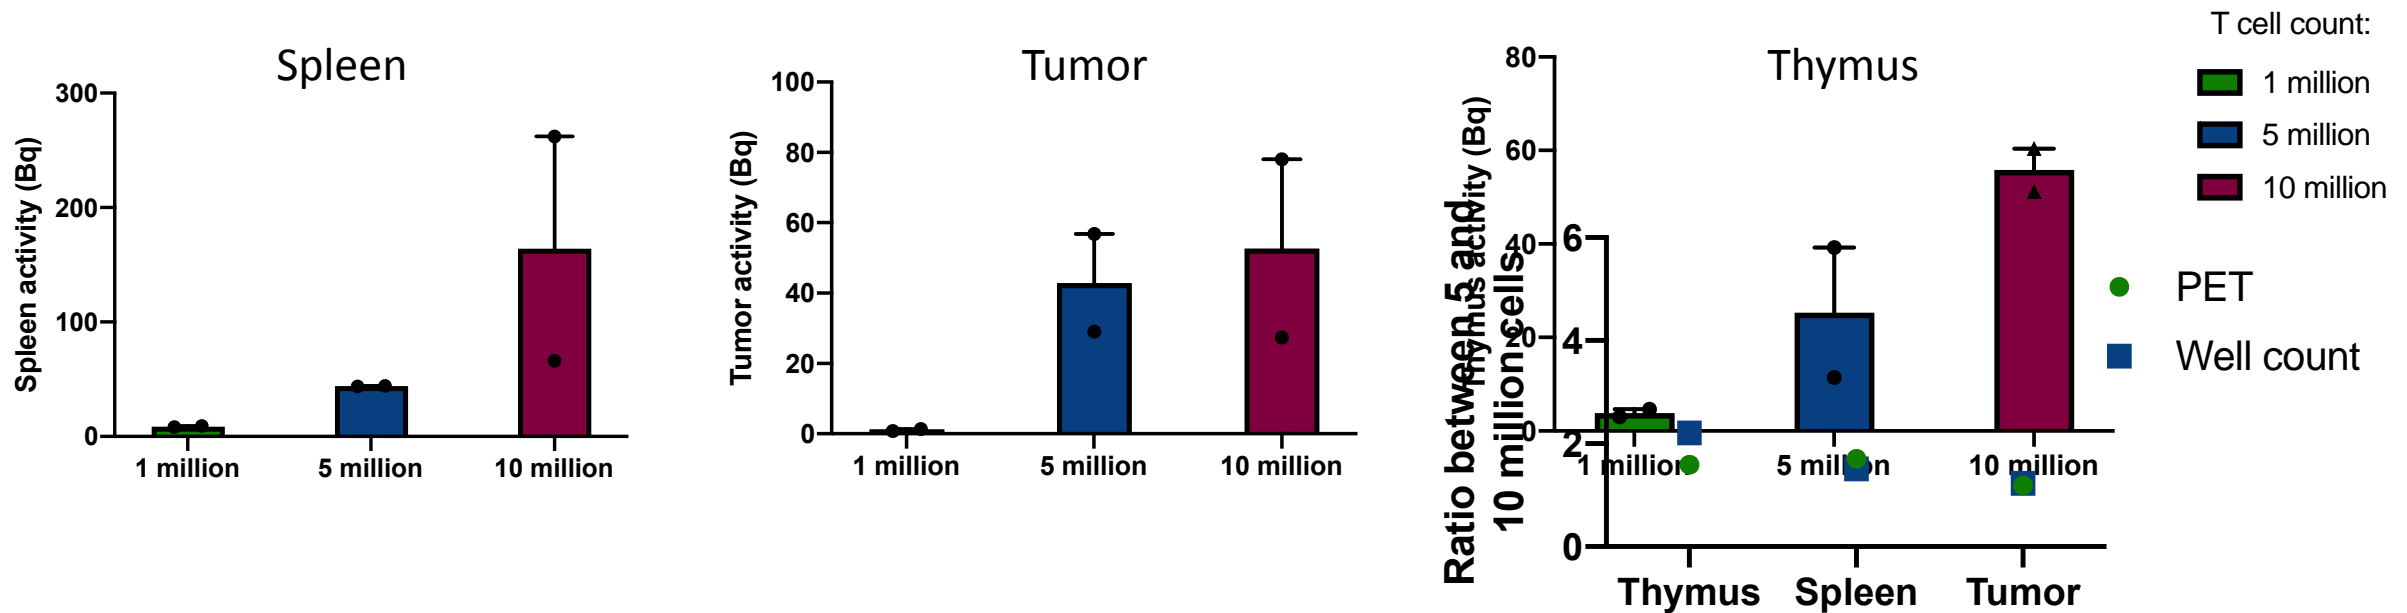 Spleen
Spleen activity (Bq)
300
200
100
0
1 million
5 million
10 million
Tumor
Tumor activity (Bq)
100
80
60
40
20
0
1 million
5 million
10 million
Thymus
Thymus activity (Bq)
80
60
40
20
0
1 million
5 million
10 million
T cell count:
1 million
5 million
10 million
Ratio between 5 and
10 million cells
6
4
2
0
Thymus
Spleen
Tumor
PET
Well count